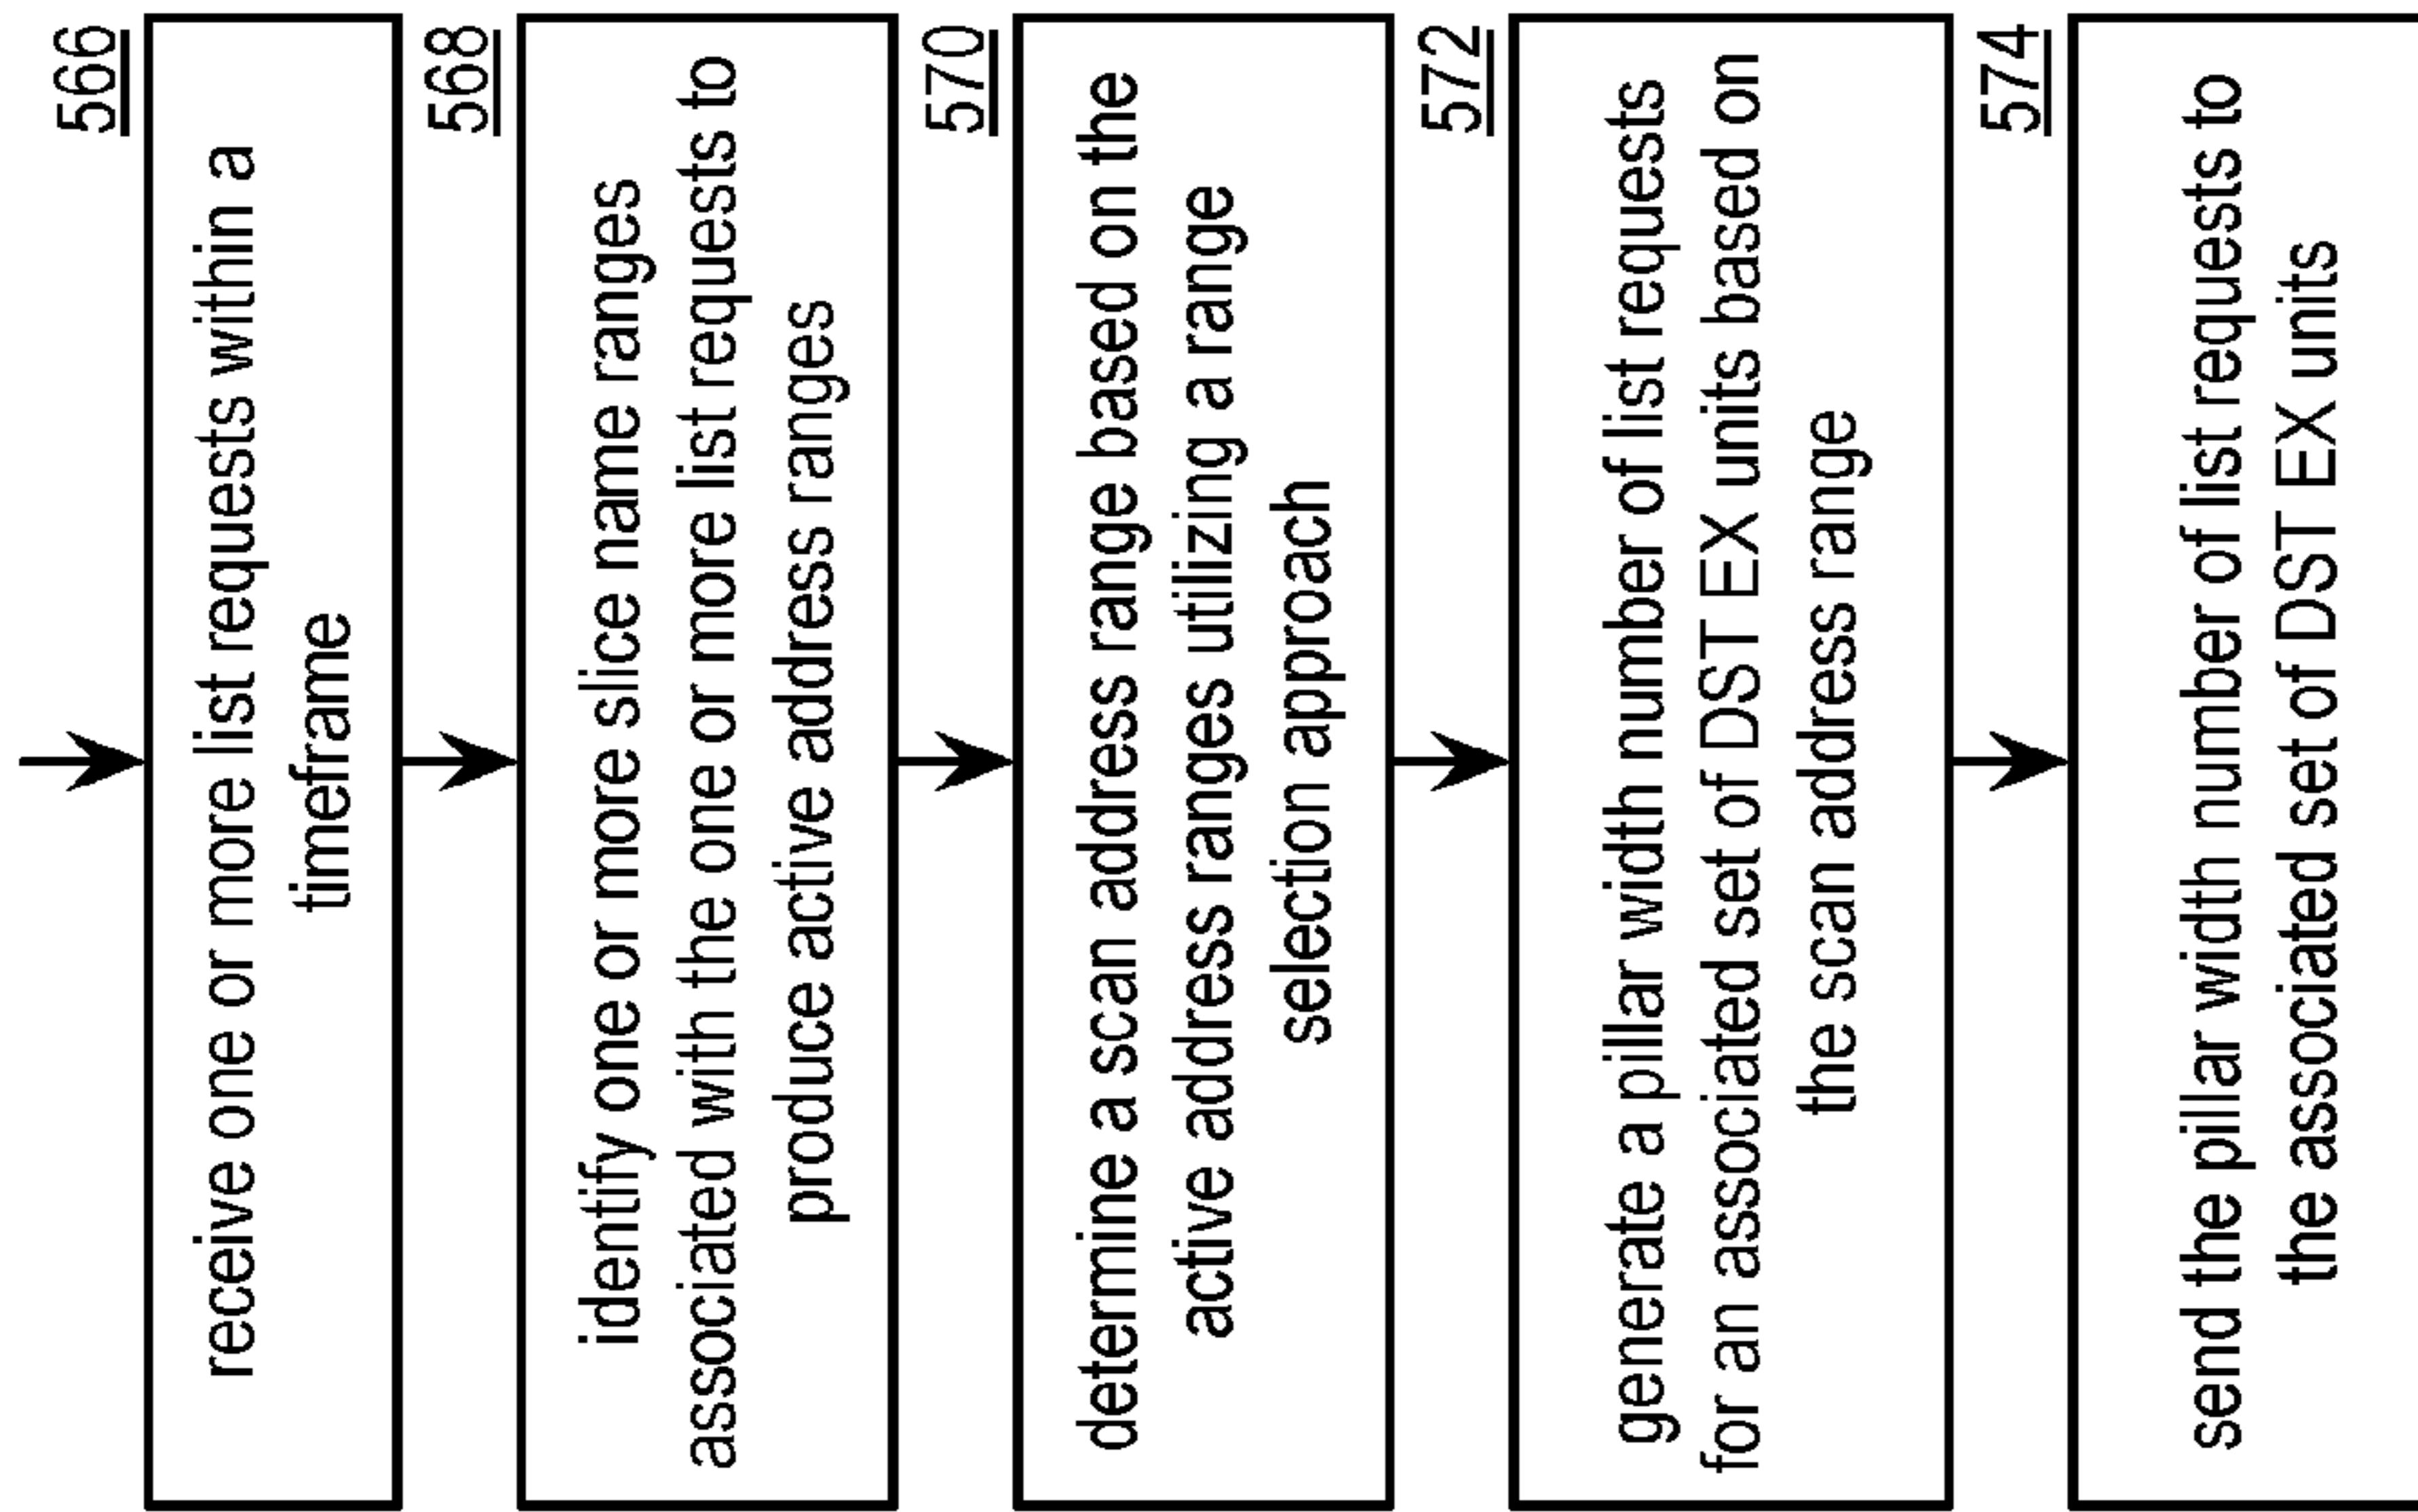 566
receive one or more list requests within a
timeframe
568
identify one or more slice name ranges
associated with the one or more list requests to
produce active address ranges
570
determine a scan address range based on the
active address ranges utilizing a range
selection approach
572
generate a pillar width number of list requests
for an associated set of DST EX units based on
the scan address range
574
send the pillar width number of list requests to
the associated set of DST EX units